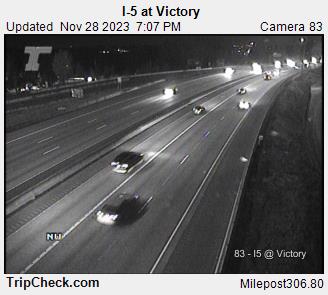 I-5 at Victory
Updated Nov 28 2023 7:07 PM Camera 83
T
83 - I5 @ Victory
TripCheck.com Milepost306.80